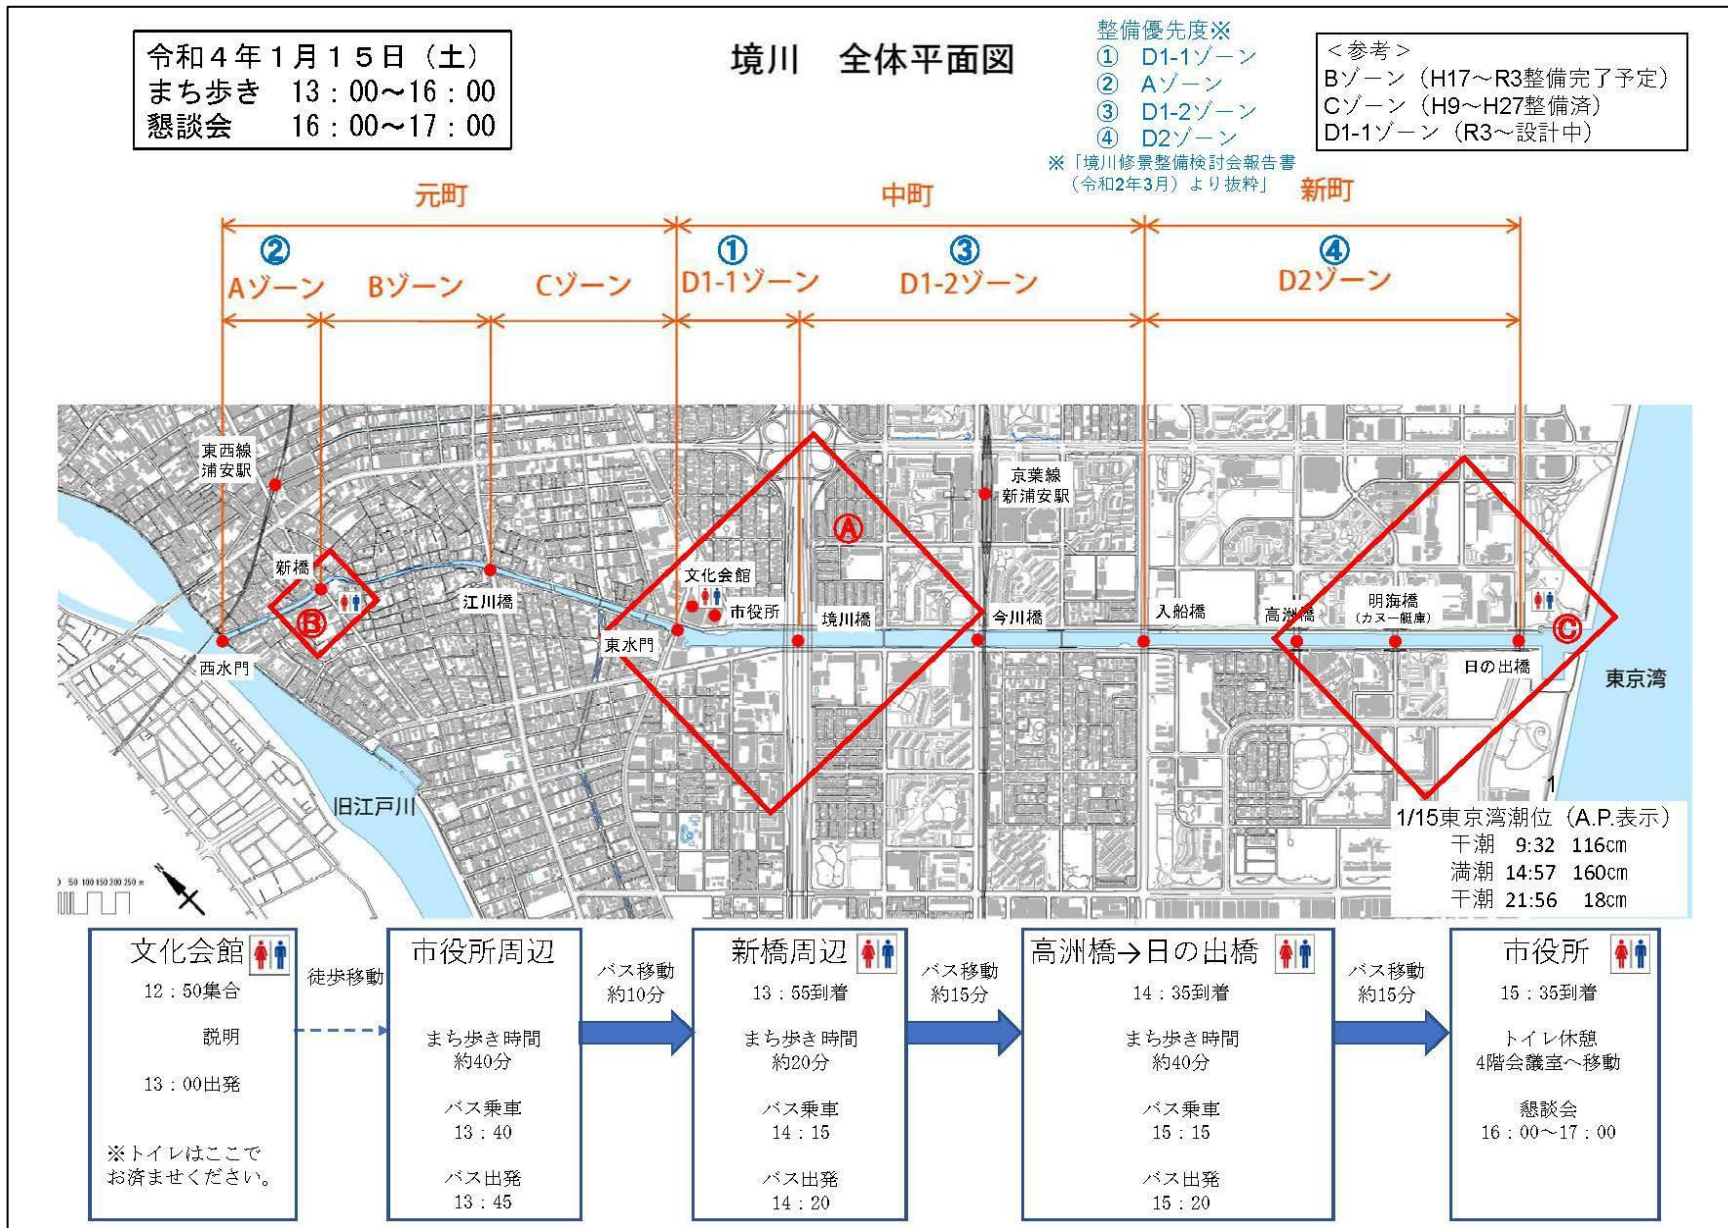 令和４年１月１５日（土）
まち歩き　13：00～16：00
懇談会　　16：00～17：00
境川　全体平面図
整備優先度※
① D1-1ゾーン
② Aゾーン
③ D1-2ゾーン
④ D2ゾーン
※「境川修景整備検討会報告書
（令和2年3月）より抜粋」
＜参考＞
Bゾーン（H17～R3整備完了予定）
Cゾーン（H9～H27整備済）
D1-1ゾーン（R3～設計中）
元町
中町
新町
②
①
③
④
Aゾーン
Bゾーン
Cゾーン
D1-1ゾーン
D1-2ゾーン
D2ゾーン
東西線
浦安駅
京葉線
新浦安駅
Ⓐ
新橋
Ⓑ
江川橋
文化会館
市役所
西水門
東水門
境川橋
今川橋
入船橋
高洲橋
明海橋
（カヌー艇庫）
Ⓒ
日の出橋
東京湾
旧江戸川
1
1/15東京湾潮位（A.P.表示）
干潮 9:32 116cm
満潮 14:57 160cm
干潮 21:56 18cm
0 50 100 150 200 250 m
文化会館
12：50集合
説明
13：00出発
※トイレはここで
お済ませください。
徒歩移動
市役所周辺
まち歩き時間
約40分
バス乗車
13：40
バス出発
13：45
バス移動
約10分
新橋周辺
13：55到着
まち歩き時間
約20分
バス乗車
14：15
バス出発
14：20
バス移動
約15分
高洲橋→日の出橋
14：35到着
まち歩き時間
約40分
バス乗車
15：15
バス出発
15：20
バス移動
約15分
市役所
15：35到着
トイレ休憩
4階会議室へ移動
懇談会
16：00～17：00